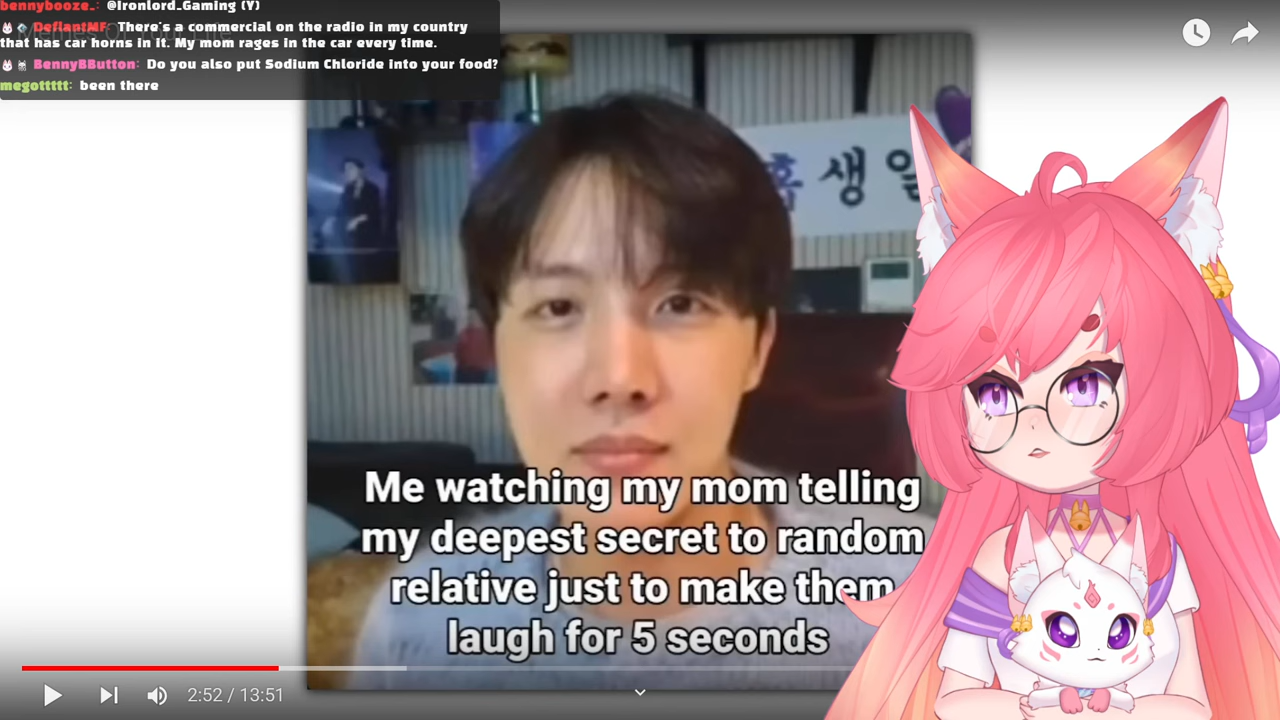 bennybooze_: @Ironlord_Gaming (Y)
DefiantMF: There's a commercial on the radio in my country
that has car horns in it. My mom rages in the car every time.
BennyBButton: Do you also put Sodium Chloride into your food?
megottttt: been there
생일
Me watching my mom telling
my deepest secret to random
relative just to make them
laugh for 5 seconds
2:52 / 13:51